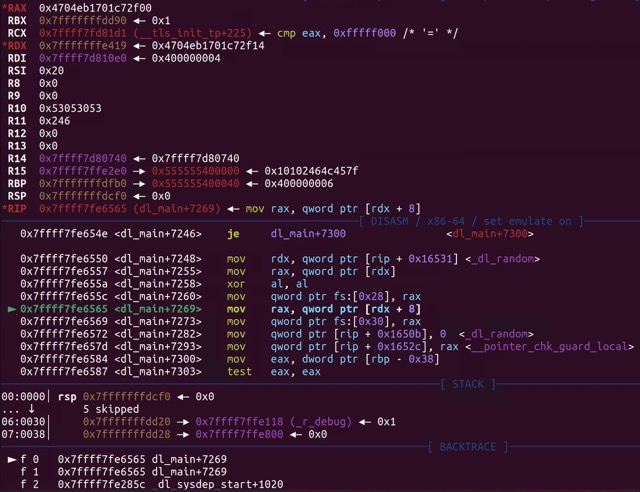 *RAX  0x4704eb1701c72f00
RBX  0x7fffffffdd90 ← 0x1
RCX  0x7ffff7fd81d1 (__tls_init_tp+225) ← cmp eax, 0xfffff000 /* '=' */
*RDX  0x7fffffffe419 ← 0x4704eb1701c72f14
RDI  0x7ffff7d810e0 ← 0x400000004
RSI  0x20
R8   0x0
R9   0x0
R10  0x53053053
R11  0x246
R12  0x0
R13  0x0
R14  0x7ffff7d80740 ← 0x7ffff7d80740
R15  0x7ffff7ffe2e0 → 0x555555400000 ← 0x10102464c457f
RBP  0x7fffffffdfb0 → 0x555555400040 ← 0x400000006
RSP  0x7fffffffdcf0 ← 0x0
*RIP  0x7ffff7fe6565 (dl_main+7269) ← mov rax, qword ptr [rdx + 8]
[ DISASM / x86-64 / set emulate on ]
0x7ffff7fe654e <dl_main+7246>    je     dl_main+7300    <dl_main+7300>
0x7ffff7fe6550 <dl_main+7248>    mov    rdx, qword ptr [rip + 0x16531] <_dl_random>
0x7ffff7fe6557 <dl_main+7255>    mov    rax, qword ptr [rdx]
0x7ffff7fe655a <dl_main+7258>    xor    al, al
0x7ffff7fe655c <dl_main+7260>    mov    qword ptr fs:[0x28], rax
► 0x7ffff7fe6565 <dl_main+7269>    mov    rax, qword ptr [rdx + 8]
0x7ffff7fe6569 <dl_main+7273>    mov    qword ptr fs:[0x30], rax
0x7ffff7fe6572 <dl_main+7282>    mov    qword ptr [rip + 0x1650b], 0 <_dl_random>
0x7ffff7fe657d <dl_main+7293>    mov    qword ptr [rip + 0x1652c], rax <__pointer_chk_guard_local>
0x7ffff7fe6584 <dl_main+7300>    mov    eax, dword ptr [rbp - 0x38]
0x7ffff7fe6587 <dl_main+7303>    test   eax, eax
[ STACK ]
00:0000│ rsp 0x7fffffffdcf0 ← 0x0
... ↓        5 skipped
06:0030│     0x7fffffffdd20 → 0x7ffff7ffe118 (_r_debug) ← 0x1
07:0038│     0x7fffffffdd28 → 0x7ffff7ffe800 ← 0x0
[ BACKTRACE ]
► f 0   0x7ffff7fe6565 dl_main+7269
f 1   0x7ffff7fe6565 dl_main+7269
f 2   0x7ffff7fe285c _dl_sysdep_start+1020